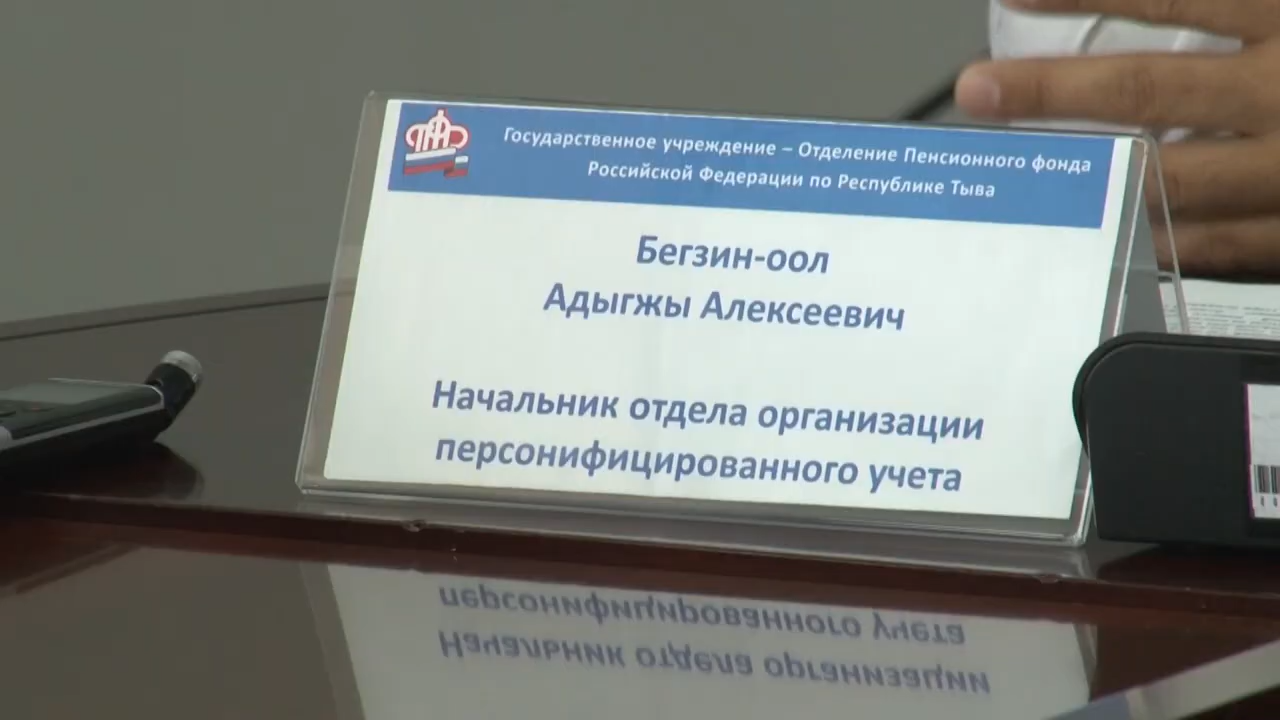 Государственное учреждение – Отделение Пенсионного фонда
Российской Федерации по Республике Тыва
Бегзин-оол
Адыгжы Алексеевич
Начальник отдела организации
персонифицированного учета